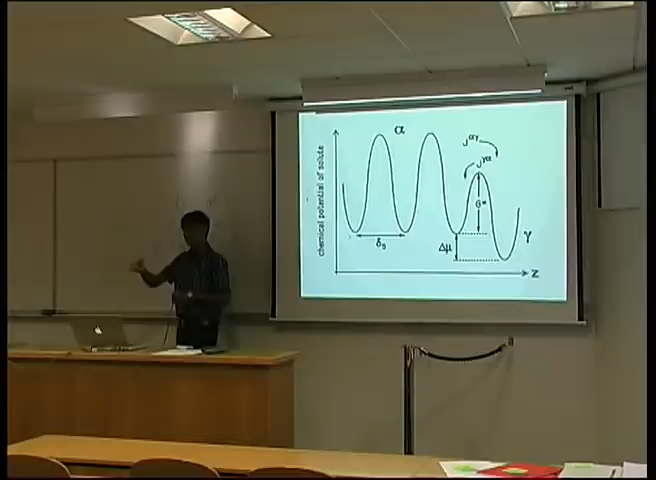 α
J^αγ
J^γα
chemical potential of solute
G*
δ_s
Δμ
γ
z